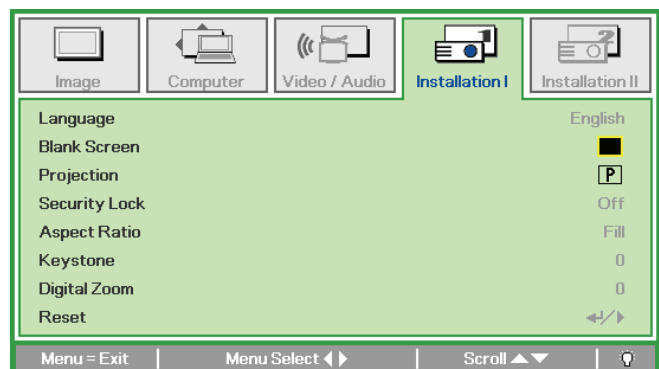 Image Computer Video / Audio Installation I Installation II
Language English
Blank Screen
Projection P
Security Lock Off
Aspect Ratio Fill
Keystone 0
Digital Zoom 0
Reset ↵/▶
Menu = Exit Menu Select ◀▶ Scroll ▲▼